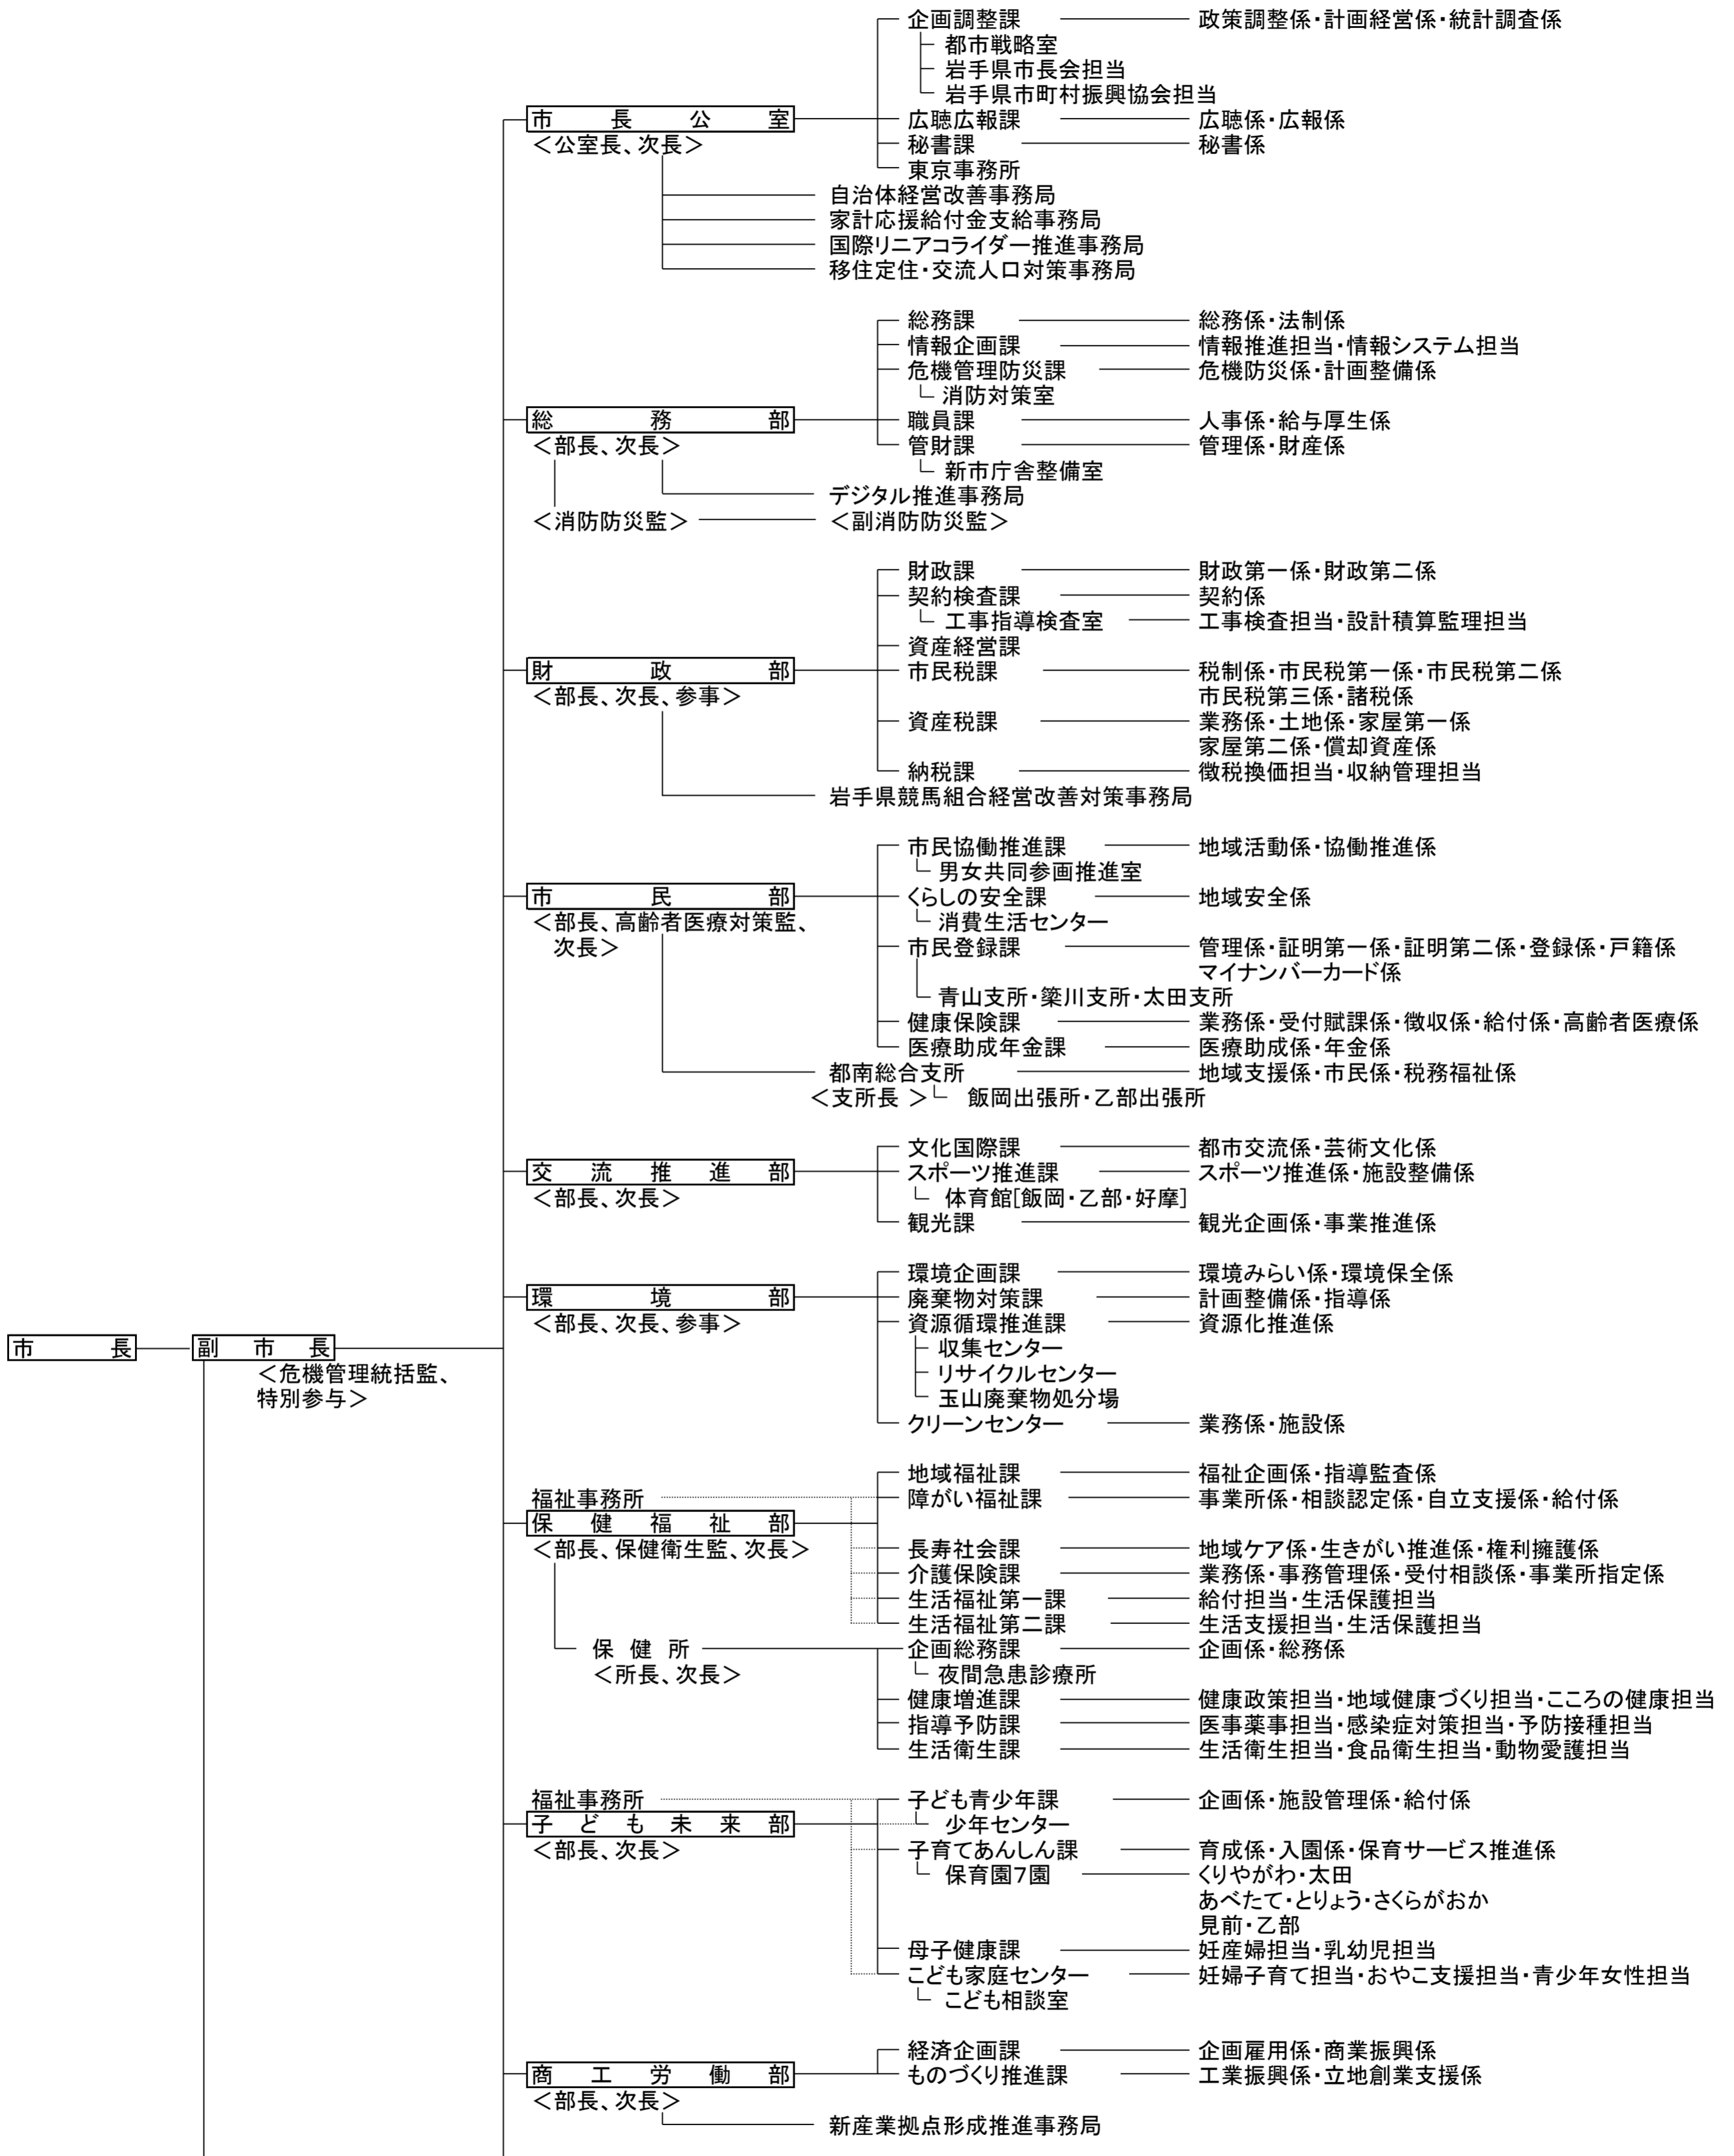 企画調整課 政策調整係・計画経営係・統計調査係
都市戦略室
岩手県市長会担当
岩手県市町村振興協会担当
市長公室 広聴広報課 広聴係・広報係
＜公室長、次長＞ 秘書課 秘書係
東京事務所
自治体経営改善事務局
家計応援給付金支給事務局
国際リニアコライダー推進事務局
移住定住・交流人口対策事務局
総務課 総務係・法制係
情報企画課 情報推進担当・情報システム担当
危機管理防災課 危機防災係・計画整備係
消防対策室
総務部 職員課 人事係・給与厚生係
＜部長、次長＞ 管財課 管理係・財産係
新市庁舎整備室
デジタル推進事務局
＜消防防災監＞ ＜副消防防災監＞
財政課 財政第一係・財政第二係
契約検査課 契約係
工事指導検査室 工事検査担当・設計積算監理担当
資産経営課
財政部 市民税課 税制係・市民税第一係・市民税第二係
＜部長、次長、参事＞ 市民税第三係・諸税係
資産税課 業務係・土地係・家屋第一係
家屋第二係・償却資産係
納税課 徴税換価担当・収納管理担当
岩手県競馬組合経営改善対策事務局
市民協働推進課 地域活動係・協働推進係
男女共同参画推進室
市民部 くらしの安全課 地域安全係
＜部長、高齢者医療対策監、 消費生活センター
次長＞ 市民登録課 管理係・証明第一係・証明第二係・登録係・戸籍係
マイナンバーカード係
青山支所・簗川支所・太田支所
健康保険課 業務係・受付賦課係・徴収係・給付係・高齢者医療係
医療助成年金課 医療助成係・年金係
都南総合支所 地域支援係・市民係・税務福祉係
＜支所長 ＞ 飯岡出張所・乙部出張所
文化国際課 都市交流係・芸術文化係
交流推進部 スポーツ推進課 スポーツ推進係・施設整備係
＜部長、次長＞ 体育館[飯岡・乙部・好摩]
観光課 観光企画係・事業推進係
環境企画課 環境みらい係・環境保全係
環境部 廃棄物対策課 計画整備係・指導係
＜部長、次長、参事＞ 資源循環推進課 資源化推進係
市長 副市長 収集センター
＜危機管理統括監、 リサイクルセンター
特別参与＞ 玉山廃棄物処分場
クリーンセンター 業務係・施設係
地域福祉課 福祉企画係・指導監査係
福祉事務所 障がい福祉課 事業所係・相談認定係・自立支援係・給付係
保健福祉部
＜部長、保健衛生監、次長＞ 長寿社会課 地域ケア係・生きがい推進係・権利擁護係
介護保険課 業務係・事務管理係・受付相談係・事業所指定係
生活福祉第一課 給付担当・生活保護担当
生活福祉第二課 生活支援担当・生活保護担当
保健所 企画総務課 企画係・総務係
＜所長、次長＞ 夜間急患診療所
健康増進課 健康政策担当・地域健康づくり担当・こころの健康担当
指導予防課 医事薬事担当・感染症対策担当・予防接種担当
生活衛生課 生活衛生担当・食品衛生担当・動物愛護担当
福祉事務所 子ども青少年課 企画係・施設管理係・給付係
子ども未来部 少年センター
＜部長、次長＞ 子育てあんしん課 育成係・入園係・保育サービス推進係
保育園7園 くりやがわ・太田
あべたて・とりょう・さくらがおか
見前・乙部
母子健康課 妊産婦担当・乳幼児担当
こども家庭センター 妊婦子育て担当・おやこ支援担当・青少年女性担当
こども相談室
経済企画課 企画雇用係・商業振興係
商工労働部 ものづくり推進課 工業振興係・立地創業支援係
＜部長、次長＞
新産業拠点形成推進事務局